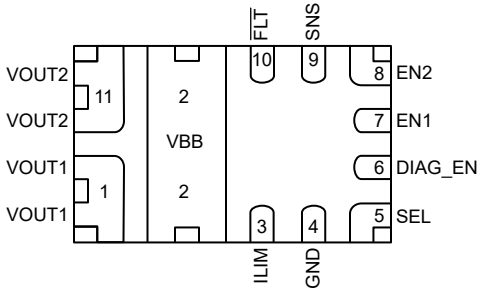 FLT SNS
VOUT2 10 9 8 EN2
11 2
VOUT2 7 EN1
VBB
VOUT1 6 DIAG_EN
1 2
VOUT1 3 4 5 SEL
ILIM GND